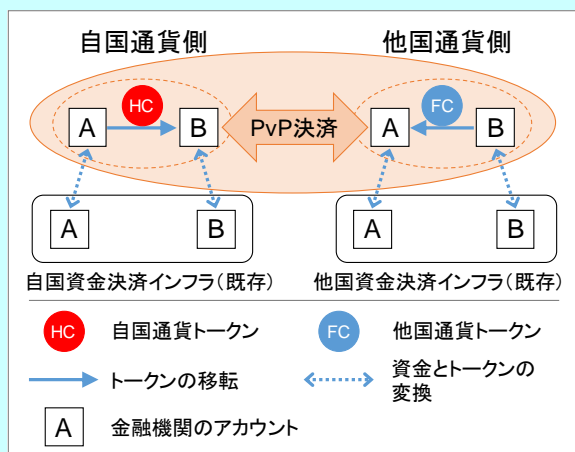 自国通貨側
他国通貨側
HC
FC
A
B
PvP決済
A
B
A
B
A
B
自国資金決済インフラ(既存)
他国資金決済インフラ(既存)
HC
自国通貨トークン
FC
他国通貨トークン
トークンの移転
資金とトークンの
変換
A
金融機関のアカウント